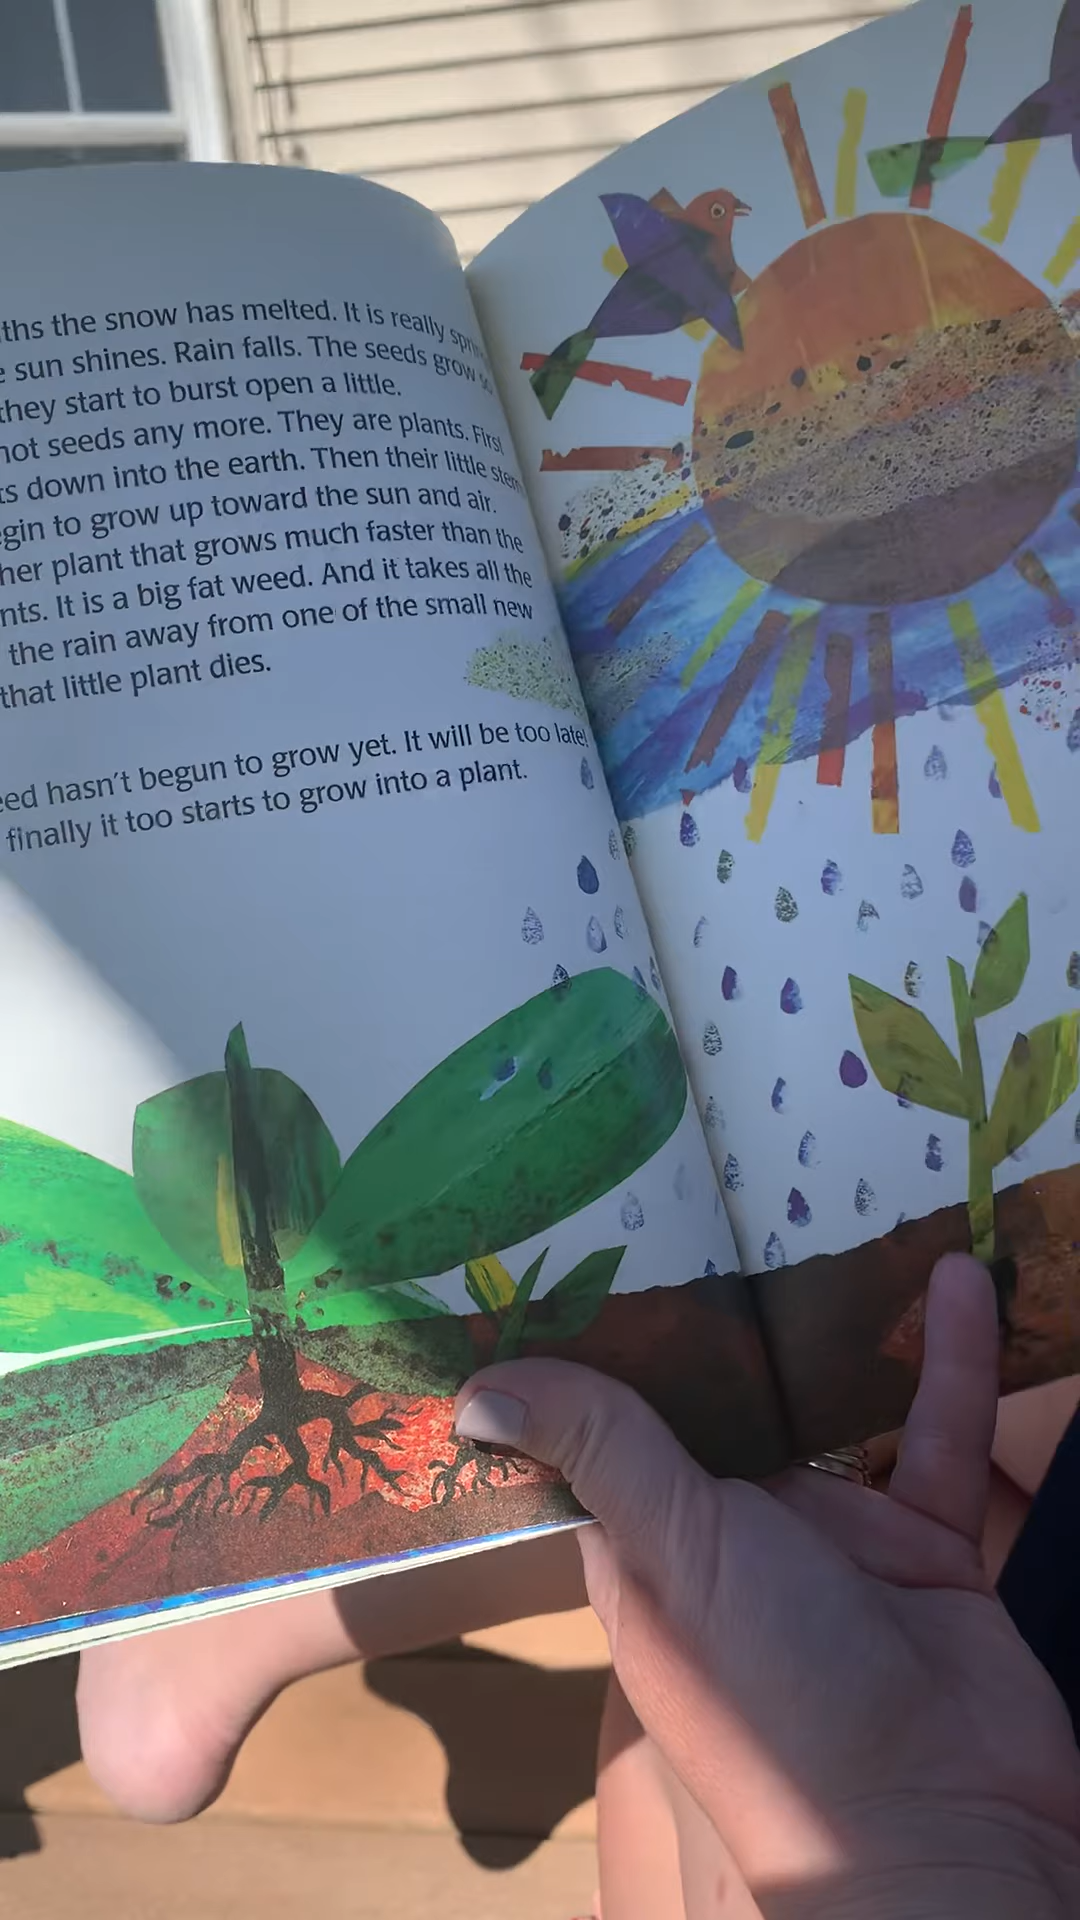 ths the snow has melted. It is really
sun shines. Rain falls. The seeds grow
they start to burst open a little.
not seeds any more. They are plants. First
ts down into the earth. Then their little
gin to grow up toward the sun and air.
her plant that grows much faster than the
nts. It is a big fat weed. And it takes all the
the rain away from one of the small new
that little plant dies.
eed hasn't begun to grow yet. It will be too late!
finally it too starts to grow into a plant.